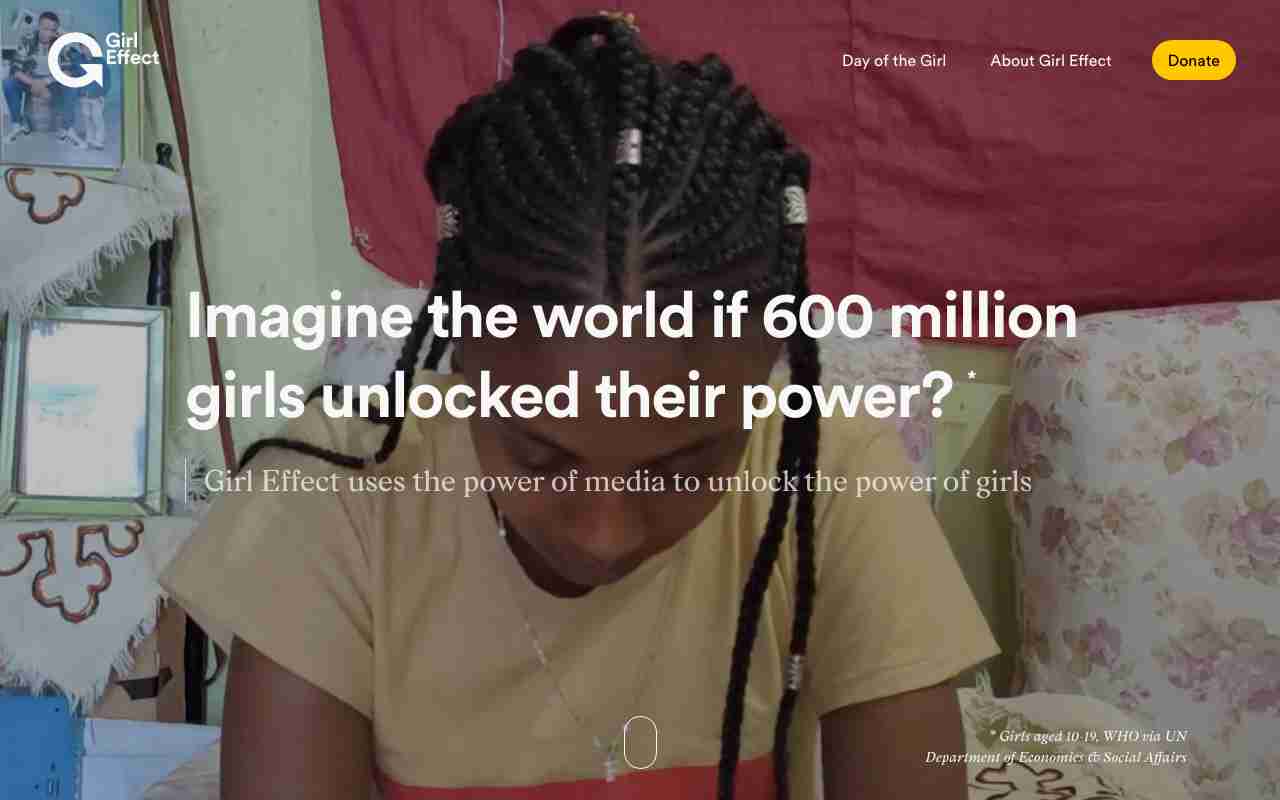 Girl
Effect
Day of the Girl
About Girl Effect
Donate
Imagine the world if 600 million
girls unlocked their power? *
Girl Effect uses the power of media to unlock the power of girls
* Girls aged 10-19, WHO via UN
Department of Economics & Social Affairs